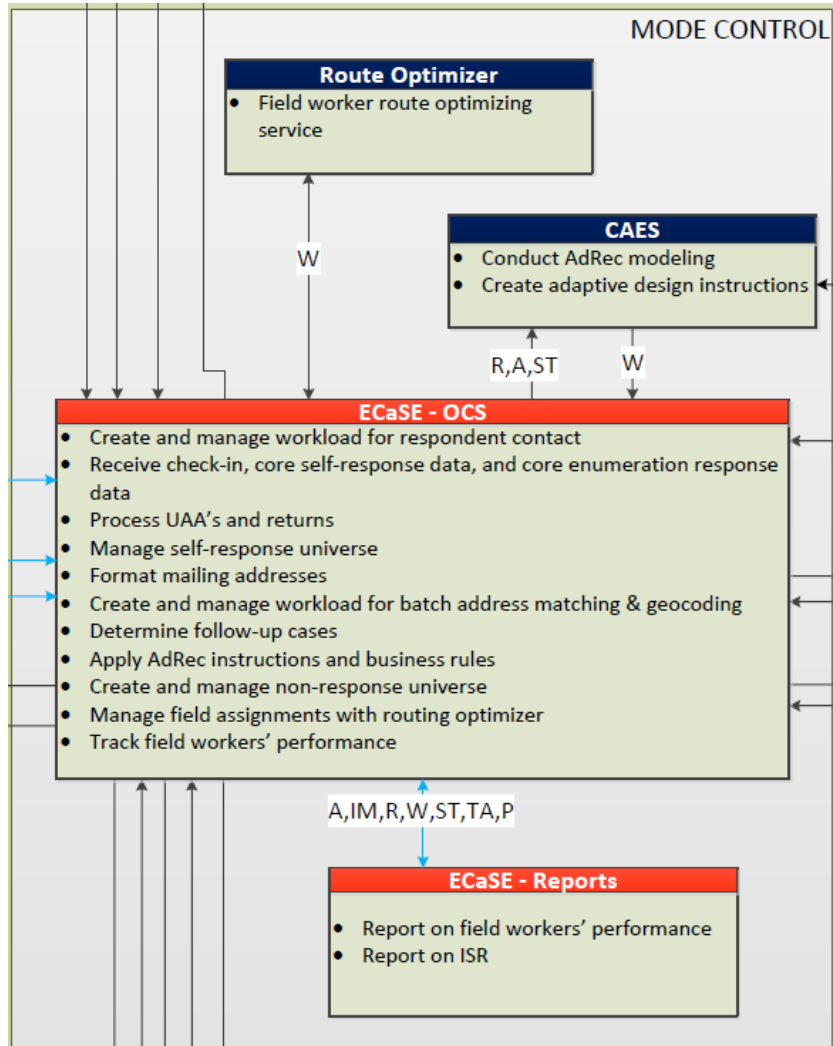 MODE CONTROL
Route Optimizer
• Field worker route optimizing
service
W
CAES
• Conduct AdRec modeling
• Create adaptive design instructions
R,A,ST
W
ECaSE - OCS
• Create and manage workload for respondent contact
• Receive check-in, core self-response data, and core enumeration response
data
• Process UAA's and returns
• Manage self-response universe
• Format mailing addresses
• Create and manage workload for batch address matching & geocoding
• Determine follow-up cases
• Apply AdRec instructions and business rules
• Create and manage non-response universe
• Manage field assignments with routing optimizer
• Track field workers' performance
A,IM,R,W,ST,TA,P
ECaSE - Reports
• Report on field workers' performance
• Report on ISR